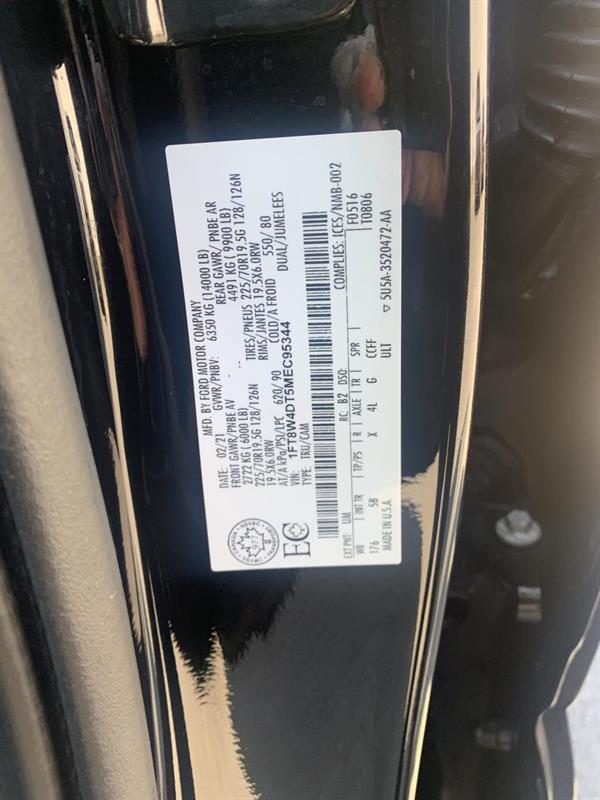 MFD. BY FORD MOTOR COMPANY
DATE: 02/21 GVWR/PNBV: 6350 KG (14000 LB)
FRONT GAWR/PNBE AV REAR GAWR/ PNBE AR
2722 KG ( 6000 LB) 4491 KG ( 9900 LB)
225/70R19.5G 128/126N TIRES/PNEUS 225/70R19.5G 128/126N
19.5X6.0RW RIMS/JANTES 19.5X6.0RW
AT/A kPa/PSI/LPC 620/90 COLD/A FROID 550/ 80
VIN: 1FT8W4DT5MEC95344 DUAL/JUMELEES
TYPE: TRU/CAM
EC
COMPLIES: ICES/NMB-002
F0516
T0806
EXT PNT: UM RC: B2 DSO:
WB INT TR TP/PS R AXLE TR SPR
176 5B X 4L G CCFF
MADE IN U.S.A. ULT
5U5A-3520472-AA